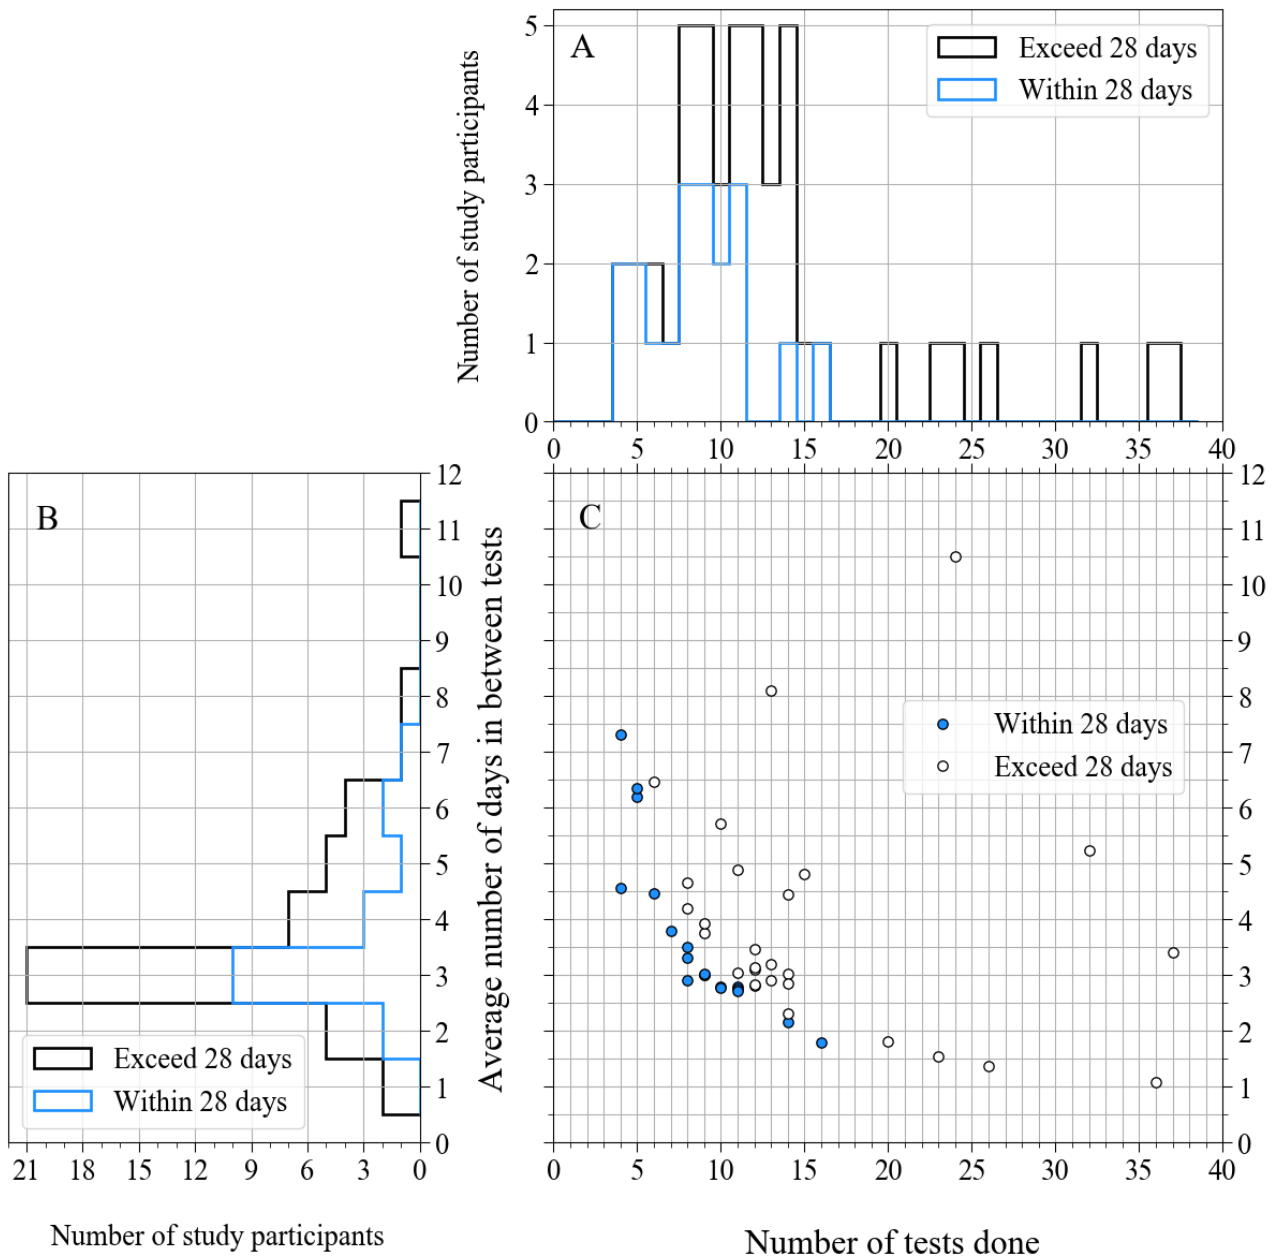 A
Exceed 28 days
Within 28 days
Number of study participants
5
4
3
2
1
0
0 5 10 15 20 25 30 35 40
B
12
11
10
9
8
7
6
5
4
3
2
1
0
Exceed 28 days
Within 28 days
21 18 15 12 9 6 3 0
Number of study participants
Average number of days in between tests
C
Within 28 days
Exceed 28 days
12
11
10
9
8
7
6
5
4
3
2
1
0
0 5 10 15 20 25 30 35 40
Number of tests done